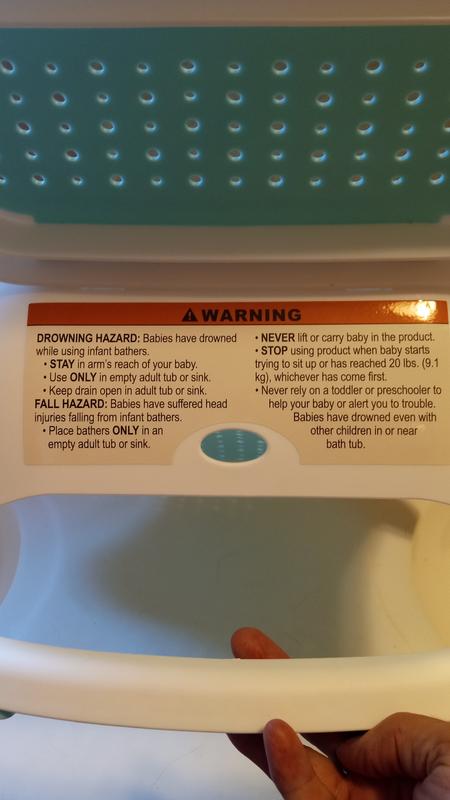 ⚠ WARNING
DROWNING HAZARD: Babies have drowned
while using infant bathers.
• STAY in arm's reach of your baby.
• Use ONLY in empty adult tub or sink.
• Keep drain open in adult tub or sink.
FALL HAZARD: Babies have suffered head
injuries falling from infant bathers.
• Place bathers ONLY in an
empty adult tub or sink.
• NEVER lift or carry baby in the product.
• STOP using product when baby starts
trying to sit up or has reached 20 lbs. (9.1
kg), whichever has come first.
• Never rely on a toddler or preschooler to
help your baby or alert you to trouble.
Babies have drowned even with
other children in or near
bath tub.